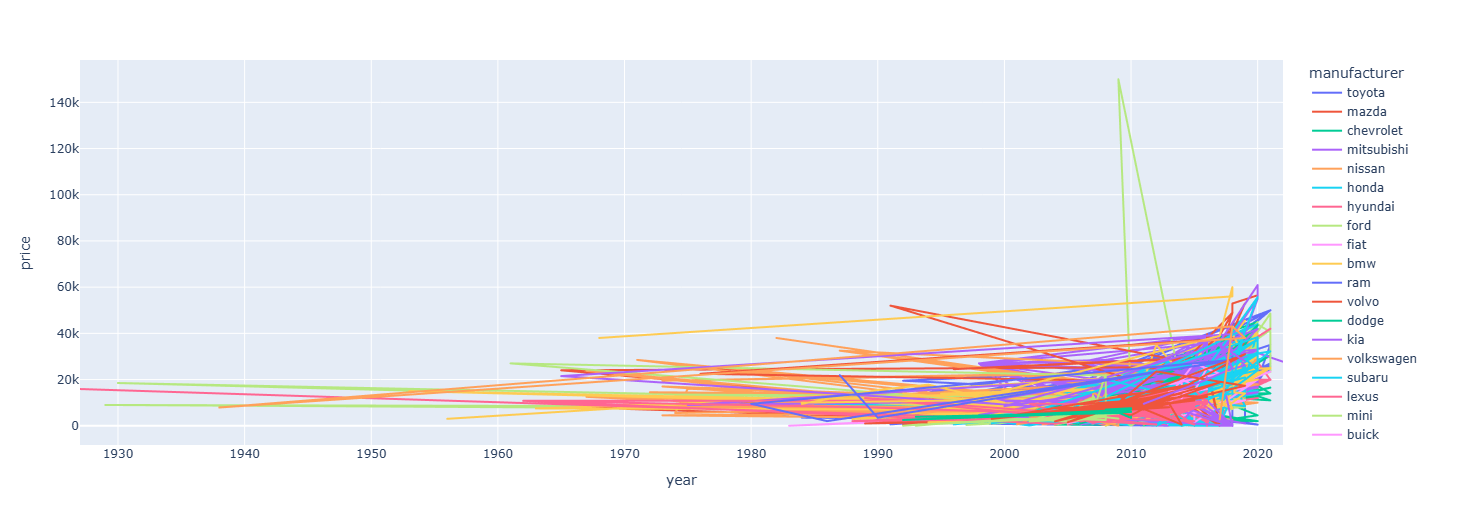 140k
120k
100k
80k
60k
40k
20k
0
price
1930
1940
1950
1960
1970
1980
1990
2000
2010
2020
year
manufacturer
toyota
mazda
chevrolet
mitsubishi
nissan
honda
hyundai
ford
fiat
bmw
ram
volvo
dodge
kia
volkswagen
subaru
lexus
mini
buick